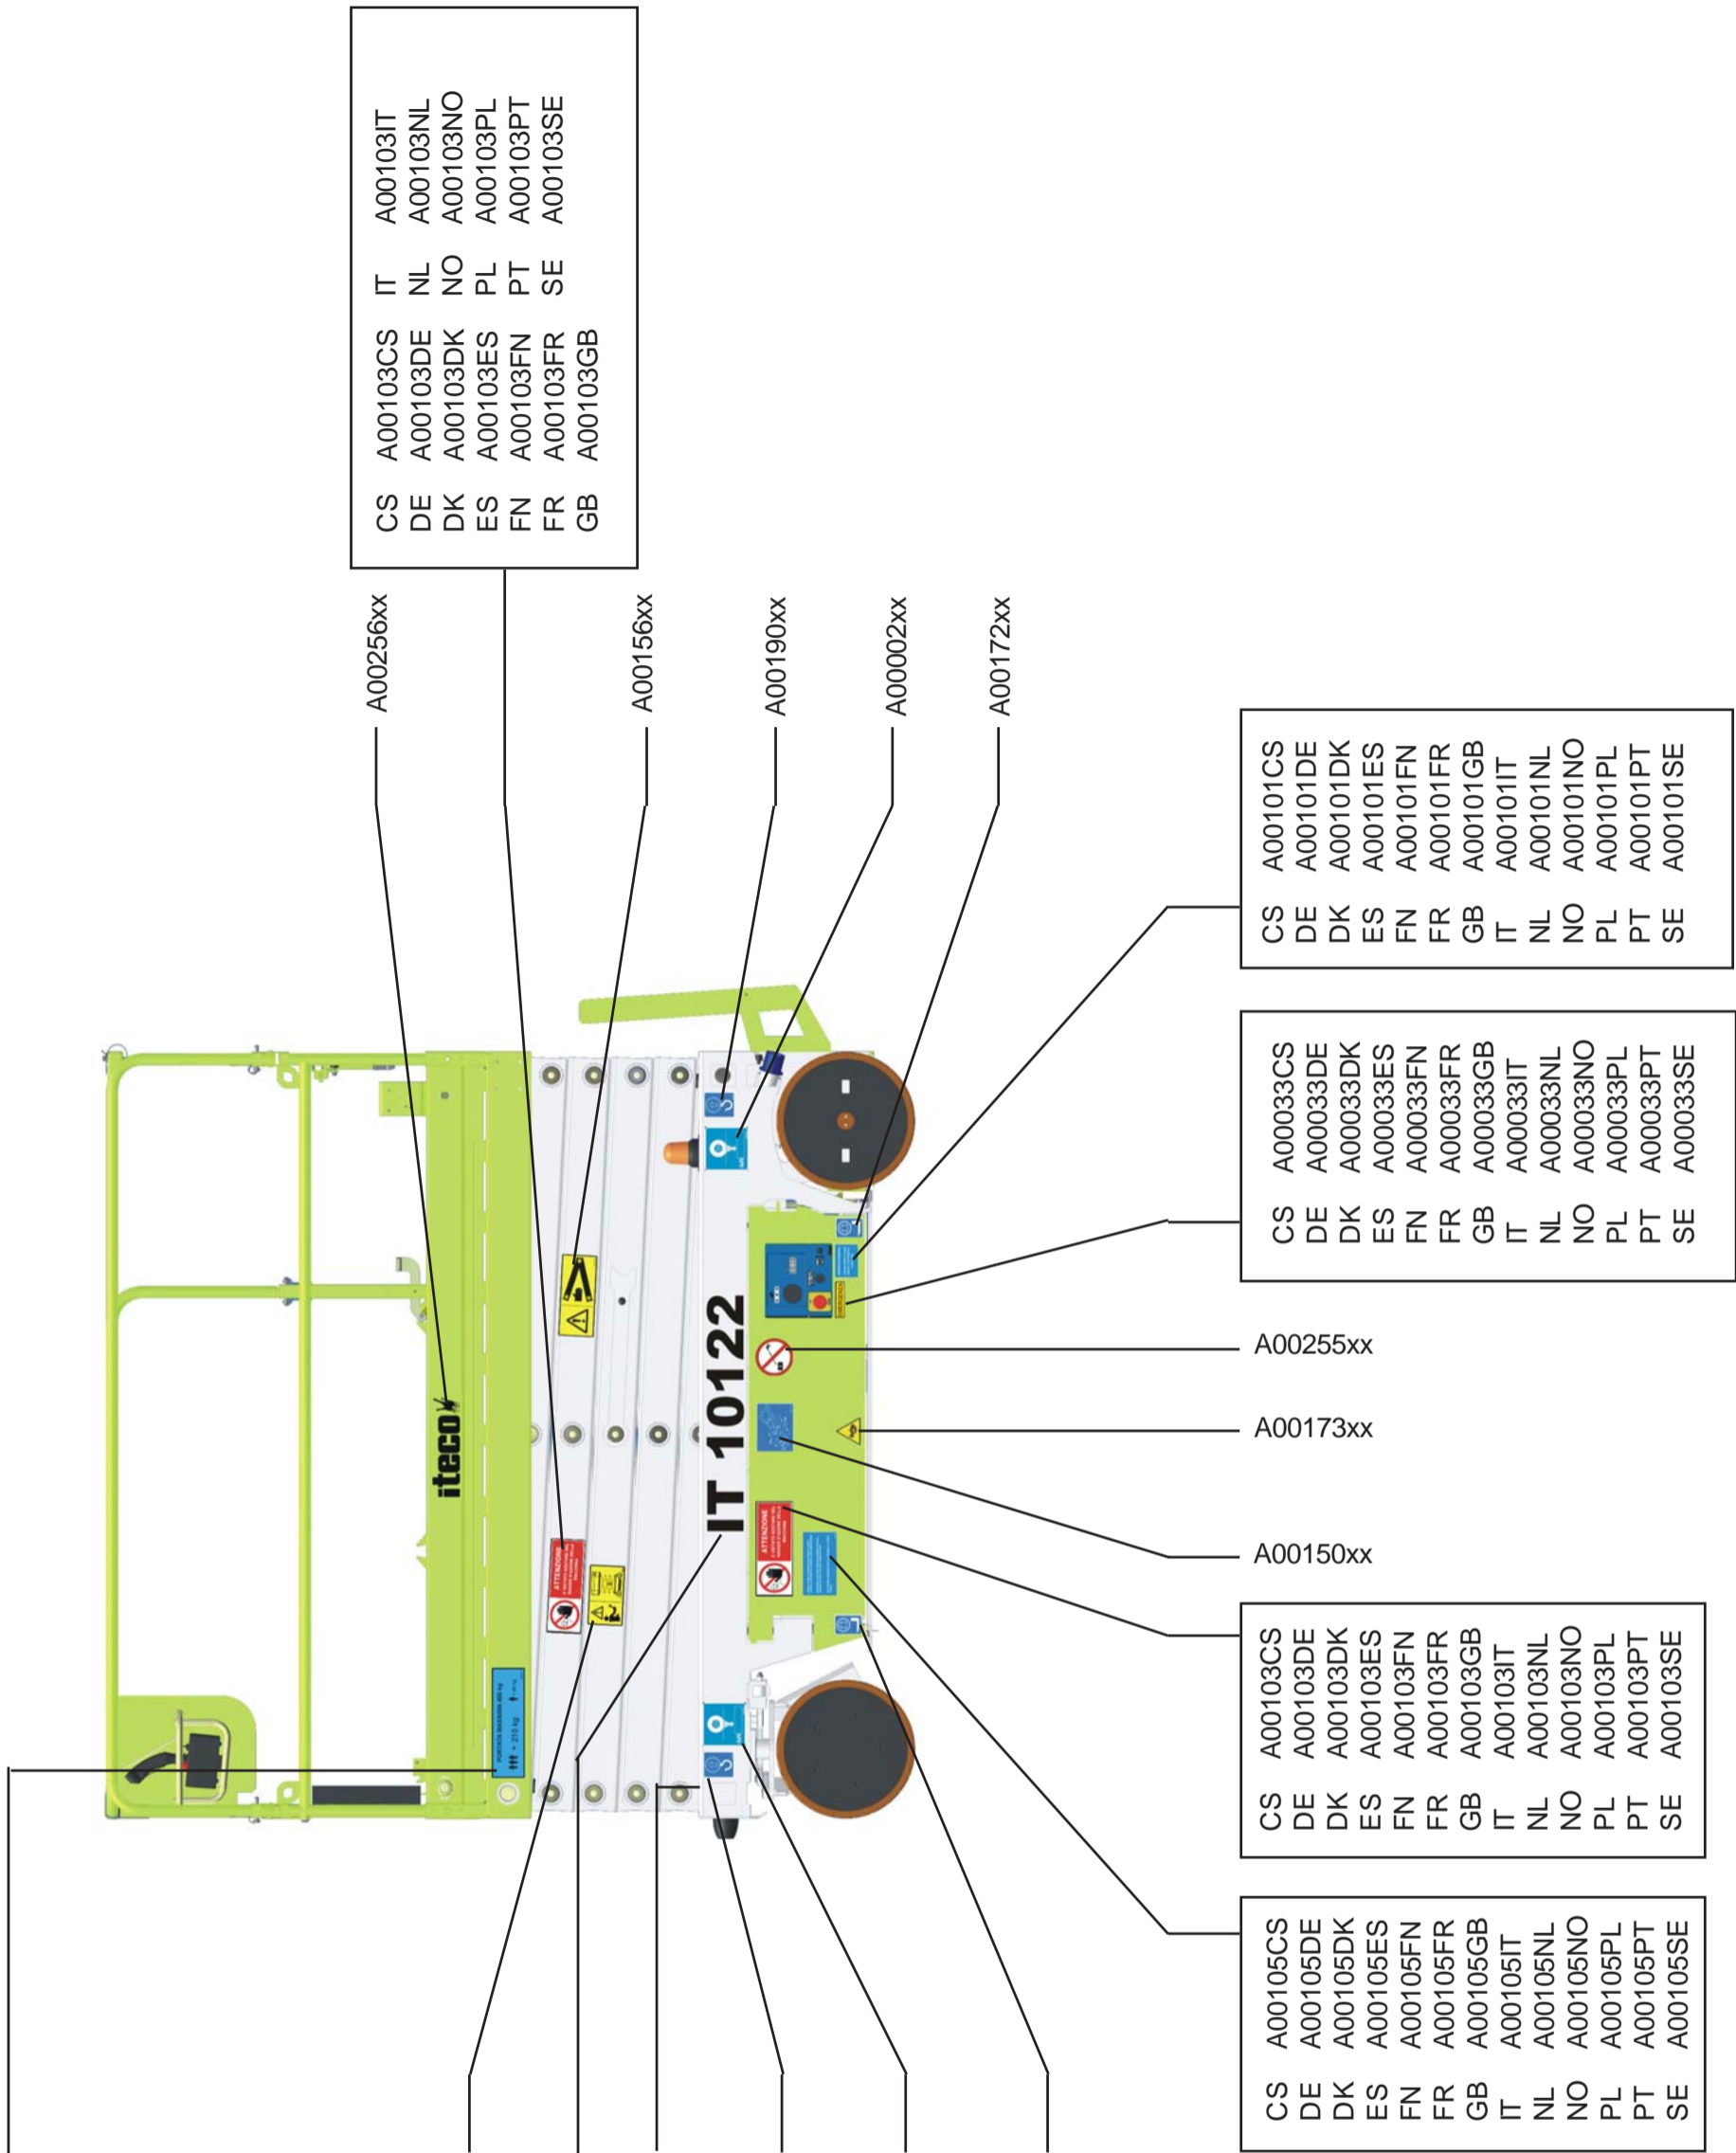 CS A00103CS IT A00103IT
DE A00103DE NL A00103NL
DK A00103DK NO A00103NO
ES A00103ES PL A00103PL
FN A00103FN PT A00103PT
FR A00103FR SE A00103SE
GB A00103GB
A00256xx
A00156xx
A00190xx
A00002xx
A00172xx
iteco
PORTATA MASSIMA
= 210 kg
ATTENZIONE
IT 10122
ATTENZIONE
CS A00105CS
DE A00105DE
DK A00105DK
ES A00105ES
FN A00105FN
FR A00105FR
GB A00105GB
IT A00105IT
NL A00105NL
NO A00105NO
PL A00105PL
PT A00105PT
SE A00105SE
CS A00103CS
DE A00103DE
DK A00103DK
ES A00103ES
FN A00103FN
FR A00103FR
GB A00103GB
IT A00103IT
NL A00103NL
NO A00103NO
PL A00103PL
PT A00103PT
SE A00103SE
A00150xx
A00173xx
A00255xx
CS A00033CS
DE A00033DE
DK A00033DK
ES A00033ES
FN A00033FN
FR A00033FR
GB A00033GB
IT A00033IT
NL A00033NL
NO A00033NO
PL A00033PL
PT A00033PT
SE A00033SE
CS A00101CS
DE A00101DE
DK A00101DK
ES A00101ES
FN A00101FN
FR A00101FR
GB A00101GB
IT A00101IT
NL A00101NL
NO A00101NO
PL A00101PL
PT A00101PT
SE A00101SE